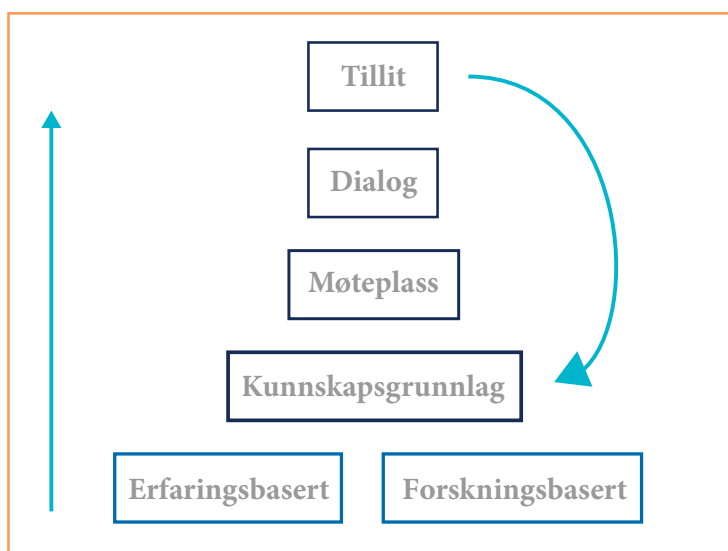 Tillit
Dialog
Møteplass
Kunnskapsgrunnlag
Erfaringsbasert
Forskningsbasert